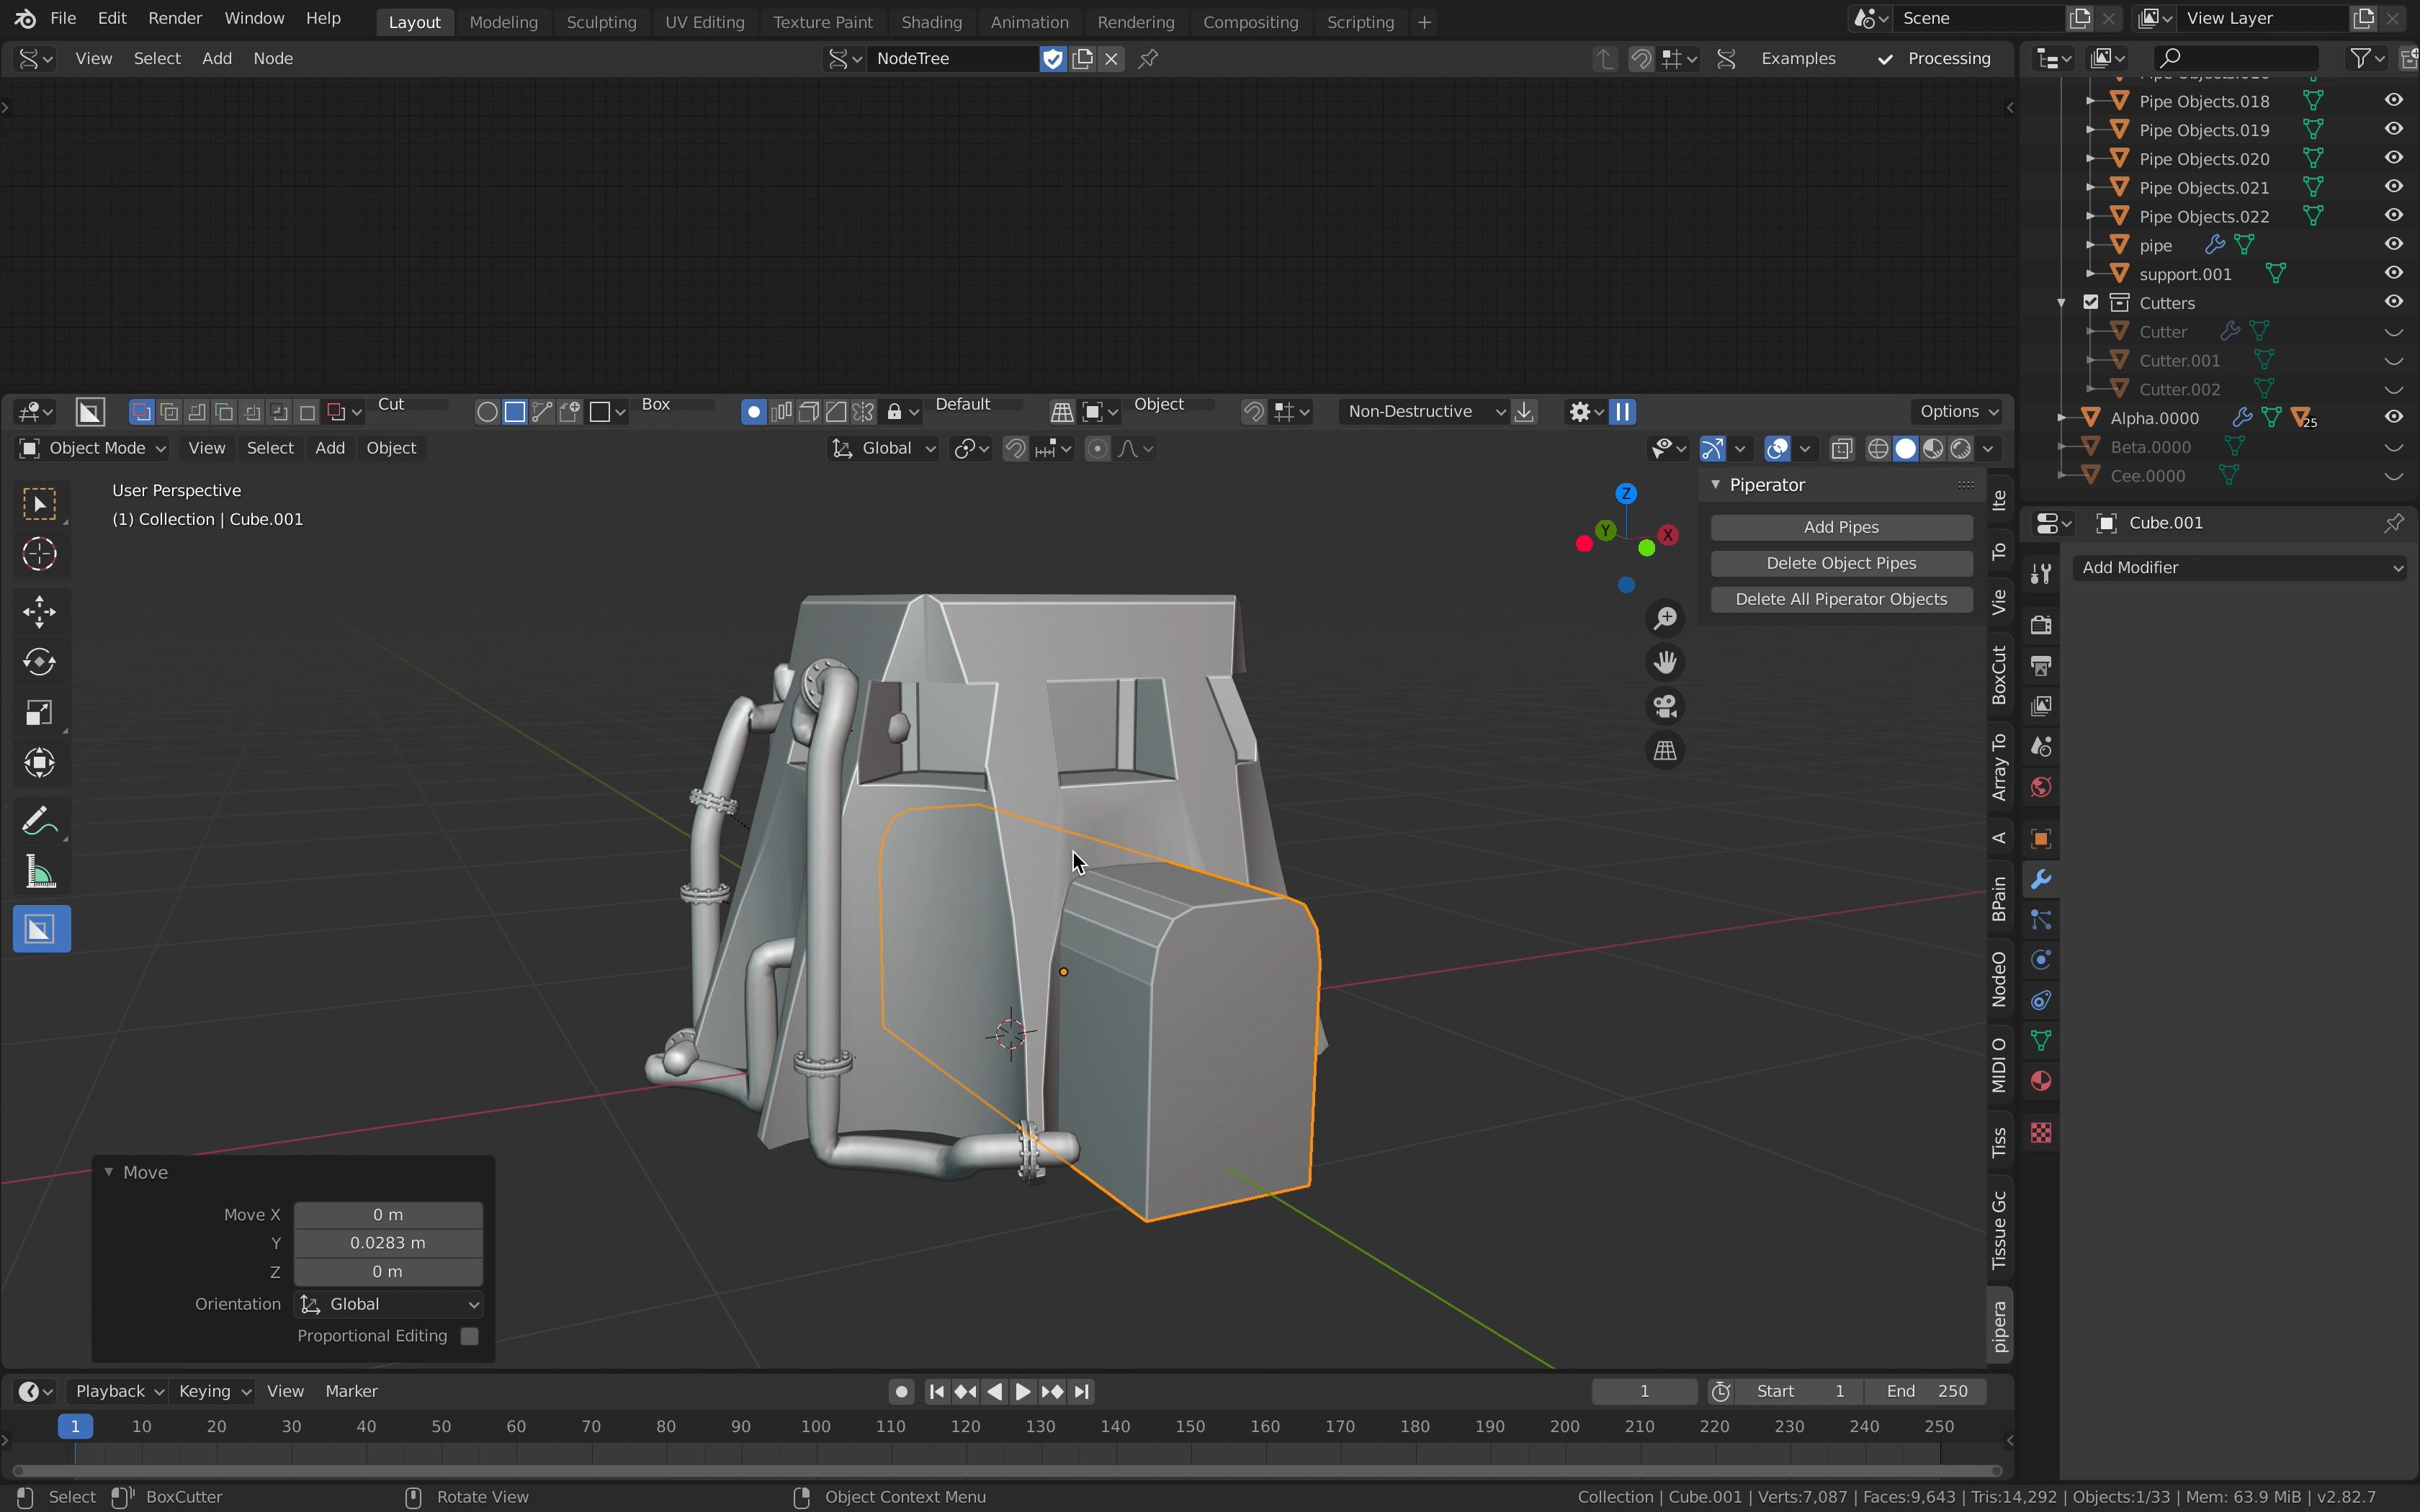 File Edit Render Window Help Layout Modeling Sculpting UV Editing Texture Paint Shading Animation Rendering Compositing Scripting + Scene View Layer
View Select Add Node NodeTree Examples Processing
Pipe Objects.018
Pipe Objects.019
Pipe Objects.020
Pipe Objects.021
Pipe Objects.022
pipe
support.001
Cutters
Cutter
Cutter.001
Cutter.002
Alpha.0000 25
Beta.0000
Cee.0000
Cut Box Default Object Non-Destructive Options
Object Mode View Select Add Object Global
User Perspective
(1) Collection | Cube.001
Z
Y
X
Piperator
Add Pipes
Delete Object Pipes
Delete All Piperator Objects
Ite
To
Vie
BoxCut
Array To
A
BPain
NodeO
MIDI O
Tiss
Tissue Gc
pipera
Cube.001
Add Modifier
Move
Move X 0 m
Y 0.0283 m
Z 0 m
Orientation Global
Proportional Editing
Playback Keying View Marker 1 Start 1 End 250
1 10 20 30 40 50 60 70 80 90 100 110 120 130 140 150 160 170 180 190 200 210 220 230 240 250
Select BoxCutter Rotate View Object Context Menu Collection | Cube.001 | Verts:7,087 | Faces:9,643 | Tris:14,292 | Objects:1/33 | Mem: 63.9 MiB | v2.82.7